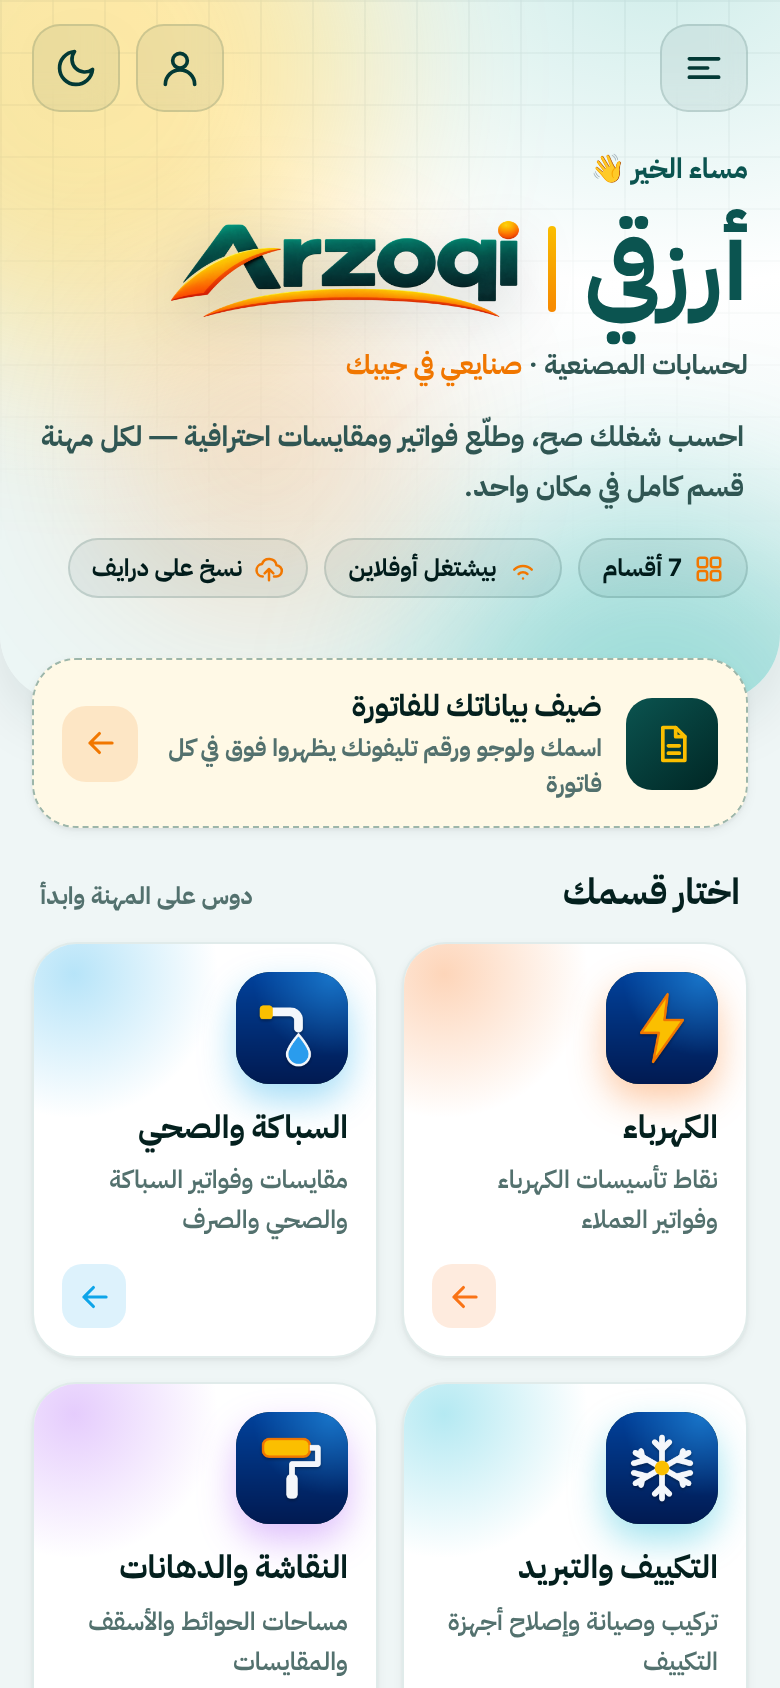 مساء الخير 👋
أرزقي | Arzoqi
لحسابات المصنعية · صنايعي في جيبك
احسب شغلك صح، وطلّع فواتير ومقايسات احترافية — لكل مهنة
قسم كامل في مكان واحد.
7 أقسام
بيشتغل أوفلاين
نسخ على درايف
ضيف بياناتك للفاتورة
اسمك ولوجو ورقم تليفونك يظهروا فوق في كل
فاتورة
اختار قسمك
دوس على المهنة وابدأ
الكهرباء
نقاط تأسيسات الكهرباء
وفواتير العملاء
السباكة والصحي
مقايسات وفواتير السباكة
والصحي والصرف
التكييف والتبريد
تركيب وصيانة وإصلاح أجهزة
التكييف
النقاشة والدهانات
مساحات الحوائط والأسقف
والمقايسات